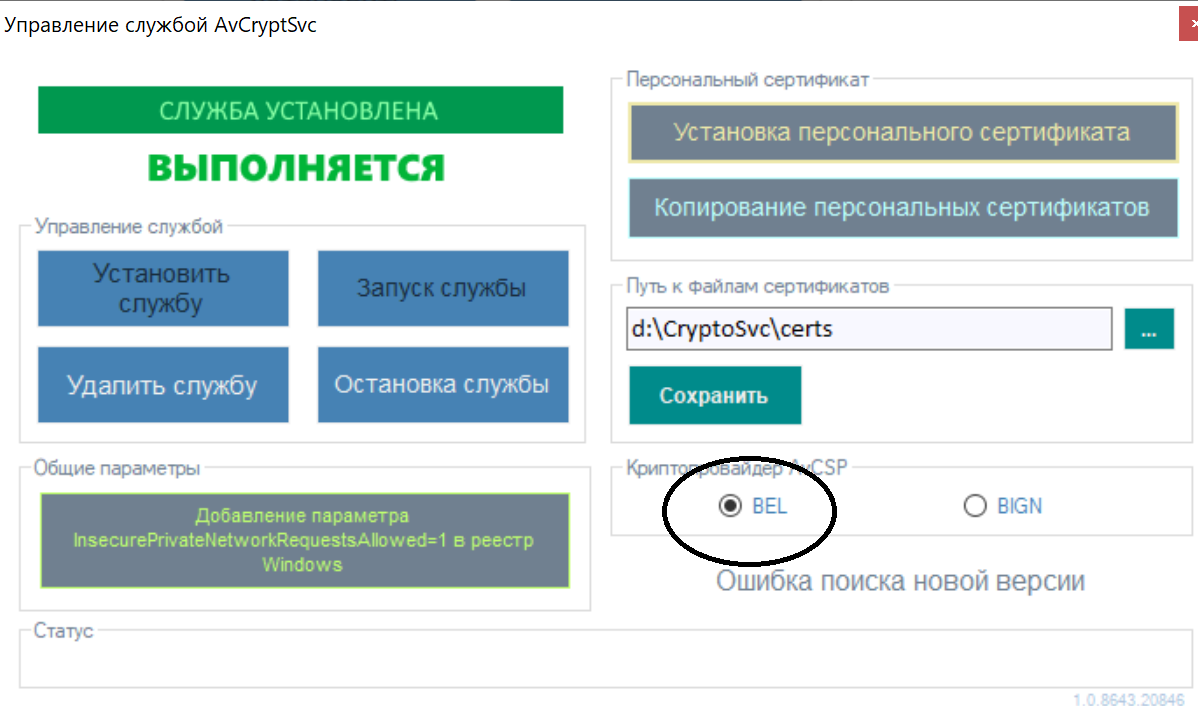 Управление службой AvCryptSvc
СЛУЖБА УСТАНОВЛЕНА
ВЫПОЛНЯЕТСЯ
Управление службой
Установить
службу
Запуск службы
Удалить службу
Остановка службы
Общие параметры
Добавление параметра
InsecurePrivateNetworkRequestsAllowed=1 в реестр
Windows
Персональный сертификат
Установка персонального сертификата
Копирование персональных сертификатов
Путь к файлам сертификатов
d:\CryptoSvc\certs
...
Сохранить
Криптопровайдер AvCSP
BEL
BIGN
Ошибка поиска новой версии
Статус
1.0.8643.20846